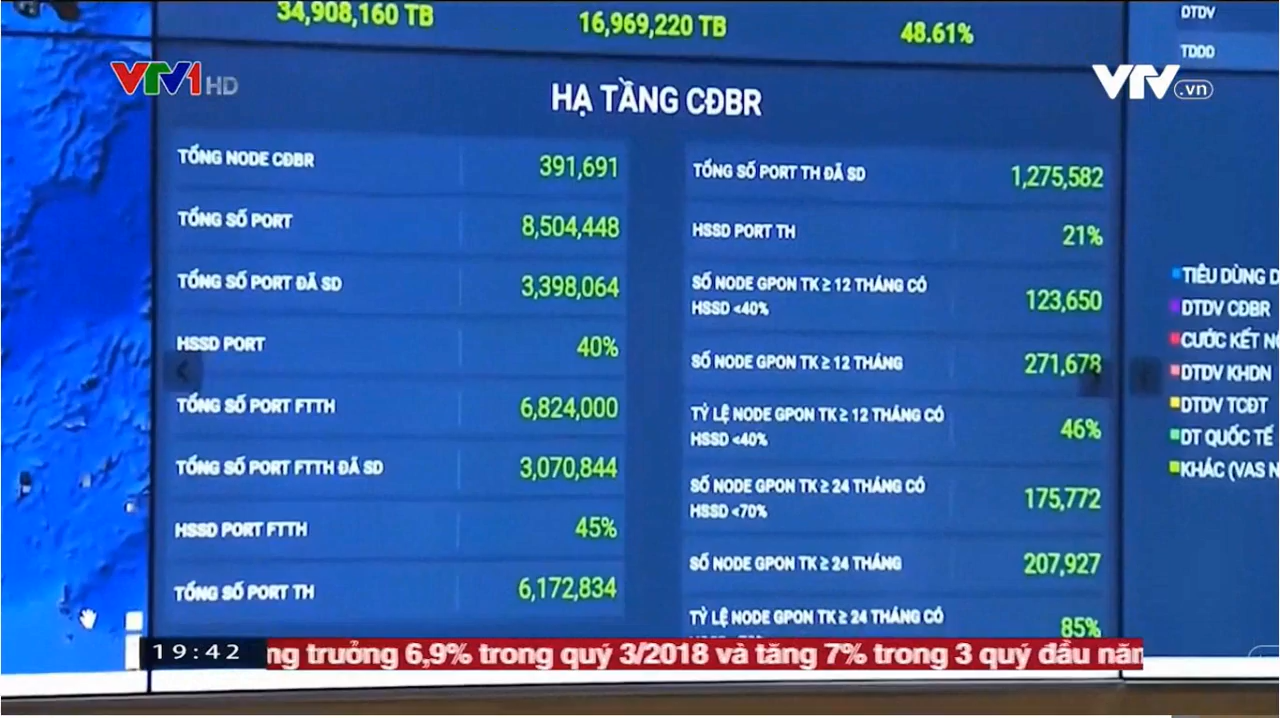 34,908,160 TB
16,969,220 TB
48.61%
DTDV
TDDD
VTV1 HD
VTV.vn
HẠ TẦNG CĐBR
TỔNG NODE CĐBR 391,691
TỔNG SỐ PORT 8,504,448
TỔNG SỐ PORT ĐÃ SD 3,398,064
HSSD PORT 40%
TỔNG SỐ PORT FTTH 6,824,000
TỔNG SỐ PORT FTTH ĐÃ SD 3,070,844
HSSD PORT FTTH 45%
TỔNG SỐ PORT TH 6,172,834
TỔNG SỐ PORT TH ĐÃ SD 1,275,582
HSSD PORT TH 21%
SỐ NODE GPON TK ≥ 12 THÁNG CÓ
HSSD <40% 123,650
SỐ NODE GPON TK ≥ 12 THÁNG 271,678
TỶ LỆ NODE GPON TK ≥ 12 THÁNG CÓ
HSSD <40% 46%
SỐ NODE GPON TK ≥ 24 THÁNG CÓ
HSSD <70% 175,772
SỐ NODE GPON TK ≥ 24 THÁNG 207,927
TỶ LỆ NODE GPON TK ≥ 24 THÁNG CÓ 85%
TIÊU DÙNG D
DTDV CĐBR
CƯỚC KẾT N
DTDV KHDN
DTDV TCĐT
DT QUỐC TẾ
KHÁC (VAS N
19:42
ng trưởng 6,9% trong quý 3/2018 và tăng 7% trong 3 quý đầu năm